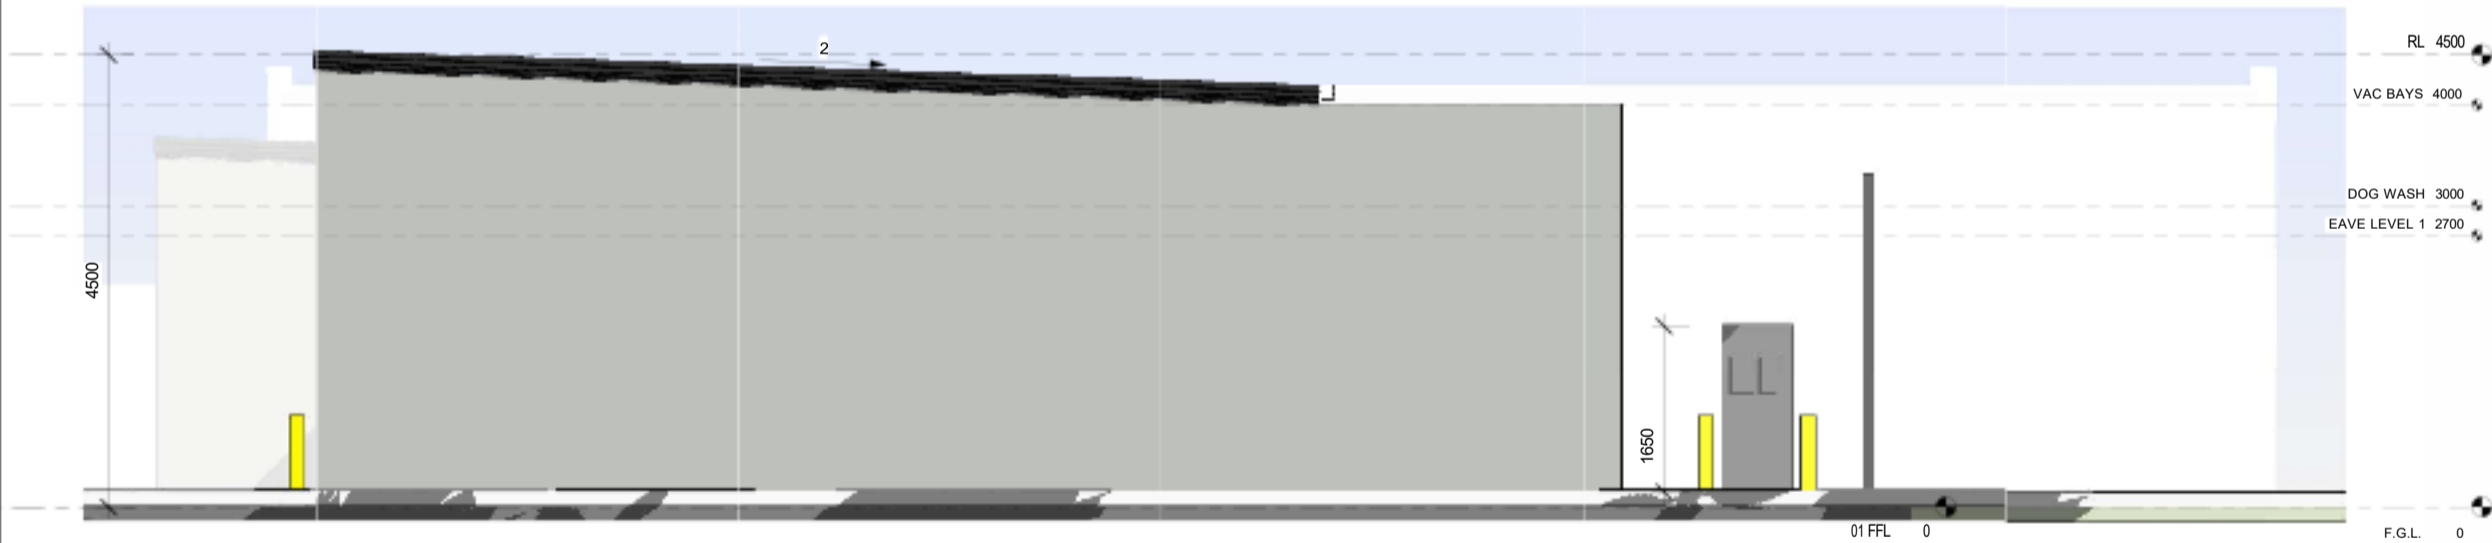 2
RL 4500
VAC BAYS 4000
DOG WASH 3000
EAVE LEVEL 1 2700
4500
LL
1650
01 FFL 0
F.G.L. 0